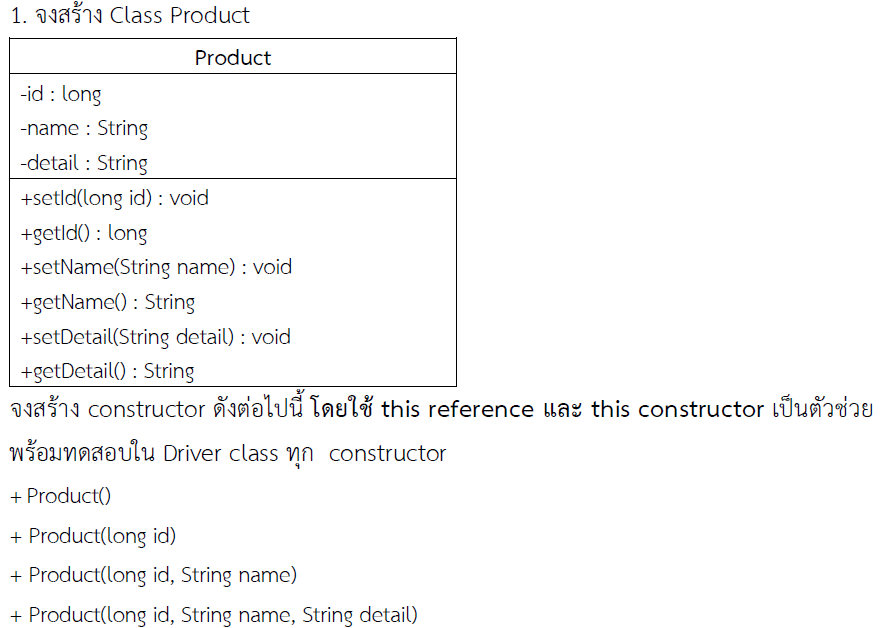 1. จงสร้าง Class Product
Product
-id : long
-name : String
-detail : String
+setId(long id) : void
+getId() : long
+setName(String name) : void
+getName() : String
+setDetail(String detail) : void
+getDetail() : String
จงสร้าง constructor ดังต่อไปนี้ โดยใช้ this reference และ this constructor เป็นตัวช่วย
พร้อมทดสอบใน Driver class ทุก constructor
+ Product()
+ Product(long id)
+ Product(long id, String name)
+ Product(long id, String name, String detail)